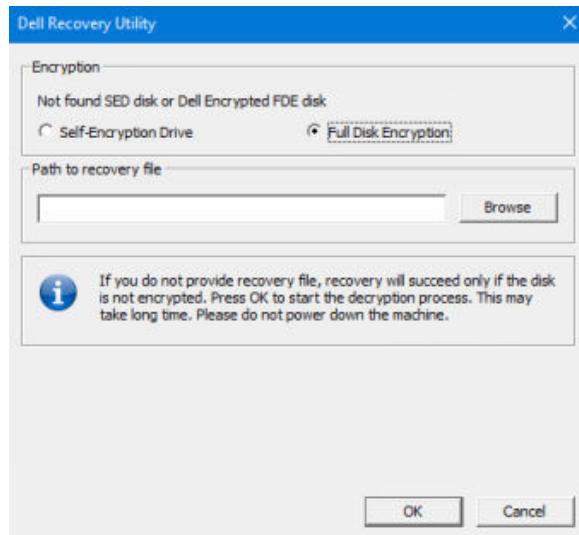 Dell Recovery Utility
Encryption
Not found SED disk or Dell Encrypted FDE disk
Self-Encryption Drive Full Disk Encryption
Path to recovery file
Browse
If you do not provide recovery file, recovery will succeed only if the disk
is not encrypted. Press OK to start the decryption process. This may
take long time. Please do not power down the machine.
OK Cancel